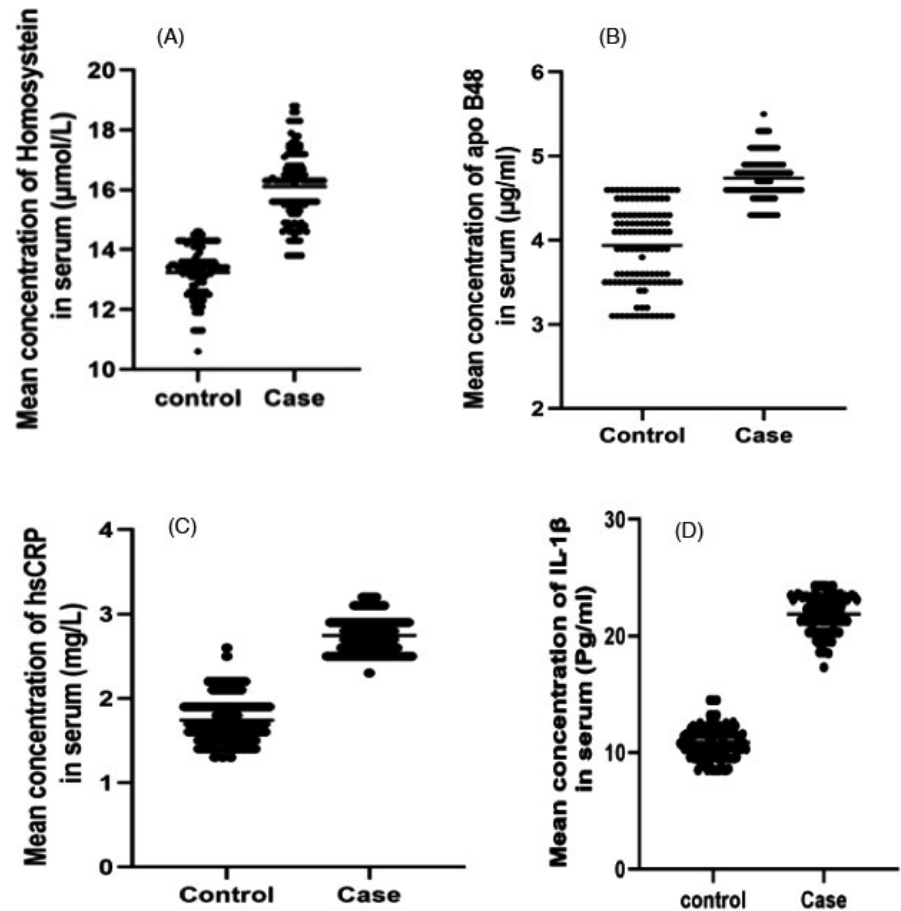 (A)
Mean concentration of Homosystein
in serum (µmol/L)
20
18
16
14
12
10
control Case
(B)
Mean concentration of apo B48
in serum (µg/ml)
6
5
4
3
2
Control Case
(C)
Mean concentration of hsCRP
in serum (mg/L)
4
3
2
1
0
Control Case
(D)
Mean concentration of IL-1β
in serum (Pg/ml)
30
20
10
0
control Case